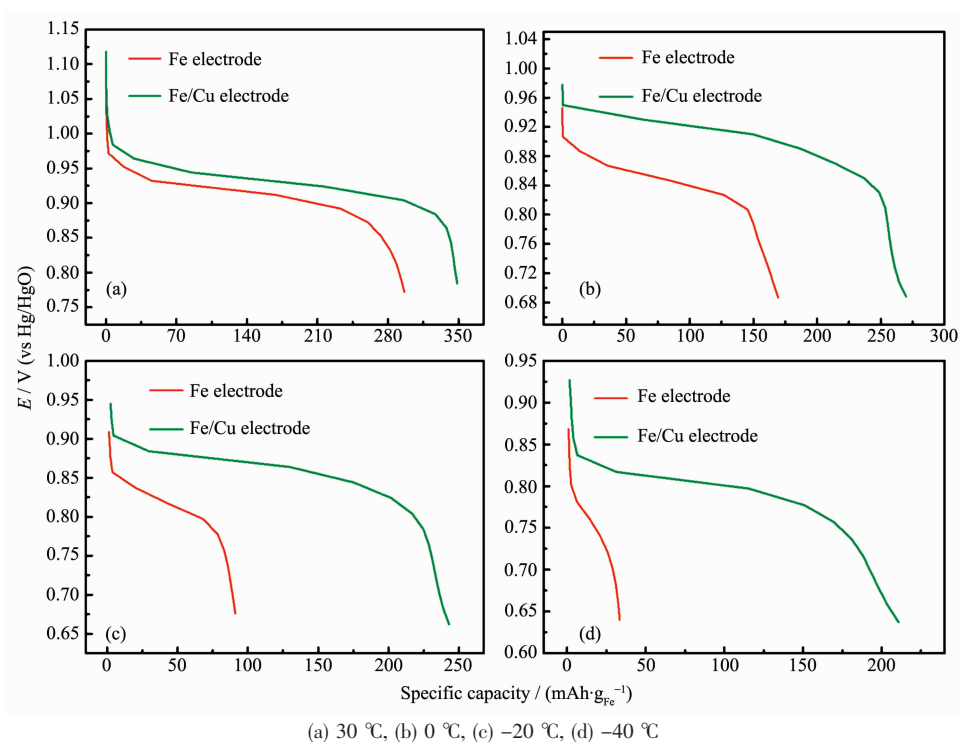 1.15
1.10
1.05
1.00
0.95
0.90
0.85
0.80
0.75
Fe electrode
Fe/Cu electrode
(a)
0 70 140 210 280 350
1.04
1.00
0.96
0.92
0.88
0.84
0.80
0.76
0.72
0.68
Fe electrode
Fe/Cu electrode
(b)
0 50 100 150 200 250 300
E / V (vs Hg/HgO)
1.00
0.95
0.90
0.85
0.80
0.75
0.70
0.65
Fe electrode
Fe/Cu electrode
(c)
0 50 100 150 200 250
0.95
0.90
0.85
0.80
0.75
0.70
0.65
0.60
Fe electrode
Fe/Cu electrode
(d)
0 50 100 150 200
Specific capacity / (mAh·g_Fe⁻¹)
(a) 30 ℃, (b) 0 ℃, (c) –20 ℃, (d) –40 ℃